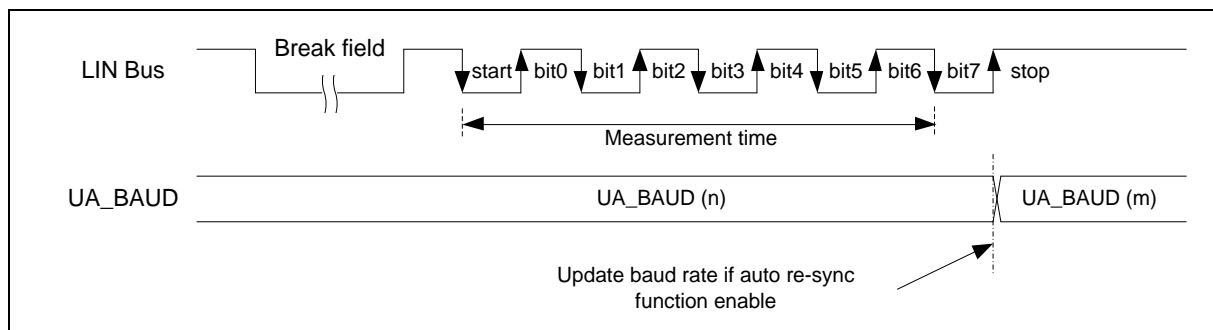 Break field
LIN Bus
start bit0 bit1 bit2 bit3 bit4 bit5 bit6 bit7 stop
Measurement time
UA_BAUD
UA_BAUD (n)
UA_BAUD (m)
Update baud rate if auto re-sync
function enable